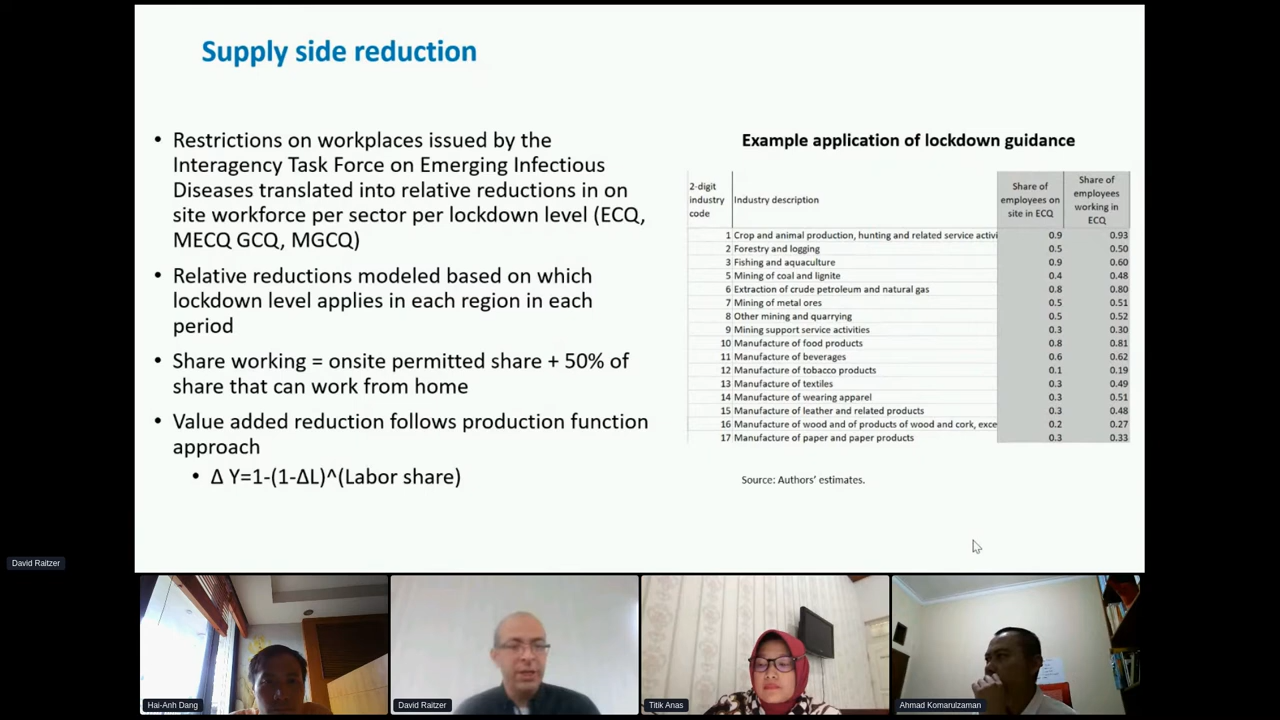 Supply side reduction
• Restrictions on workplaces issued by the
Interagency Task Force on Emerging Infectious
Diseases translated into relative reductions in on
site workforce per sector per lockdown level (ECQ,
MECQ GCQ, MGCQ)
• Relative reductions modeled based on which
lockdown level applies in each region in each
period
• Share working = onsite permitted share + 50% of
share that can work from home
• Value added reduction follows production function
approach
• Δ Y=1-(1-ΔL)^(Labor share)
Example application of lockdown guidance
2-digit industry code | Industry description | Share of employees on site in ECQ | Share of employees working in ECQ
1 Crop and animal production, hunting and related service activi 0.9 0.93
2 Forestry and logging 0.5 0.50
3 Fishing and aquaculture 0.9 0.60
5 Mining of coal and lignite 0.4 0.48
6 Extraction of crude petroleum and natural gas 0.8 0.80
7 Mining of metal ores 0.5 0.51
8 Other mining and quarrying 0.5 0.52
9 Mining support service activities 0.3 0.30
10 Manufacture of food products 0.8 0.81
11 Manufacture of beverages 0.6 0.62
12 Manufacture of tobacco products 0.1 0.19
13 Manufacture of textiles 0.3 0.49
14 Manufacture of wearing apparel 0.3 0.51
15 Manufacture of leather and related products 0.3 0.48
16 Manufacture of wood and of products of wood and cork, exce 0.2 0.27
17 Manufacture of paper and paper products 0.3 0.33
Source: Authors' estimates.
David Raitzer
Hai-Anh Dang
David Raitzer
Titik Anas
Ahmad Komarulzaman